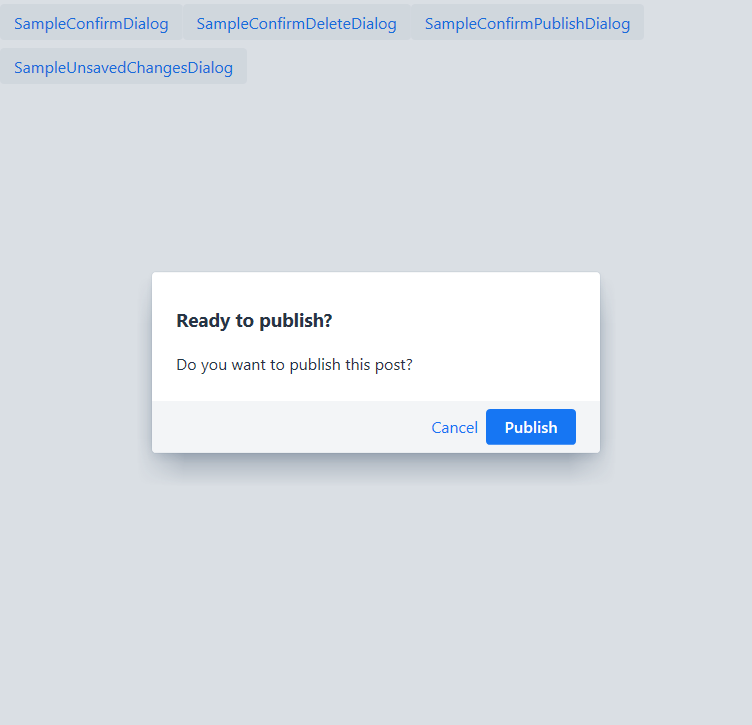 SampleConfirmDialog SampleConfirmDeleteDialog SampleConfirmPublishDialog
SampleUnsavedChangesDialog
Ready to publish?
Do you want to publish this post?
Cancel Publish